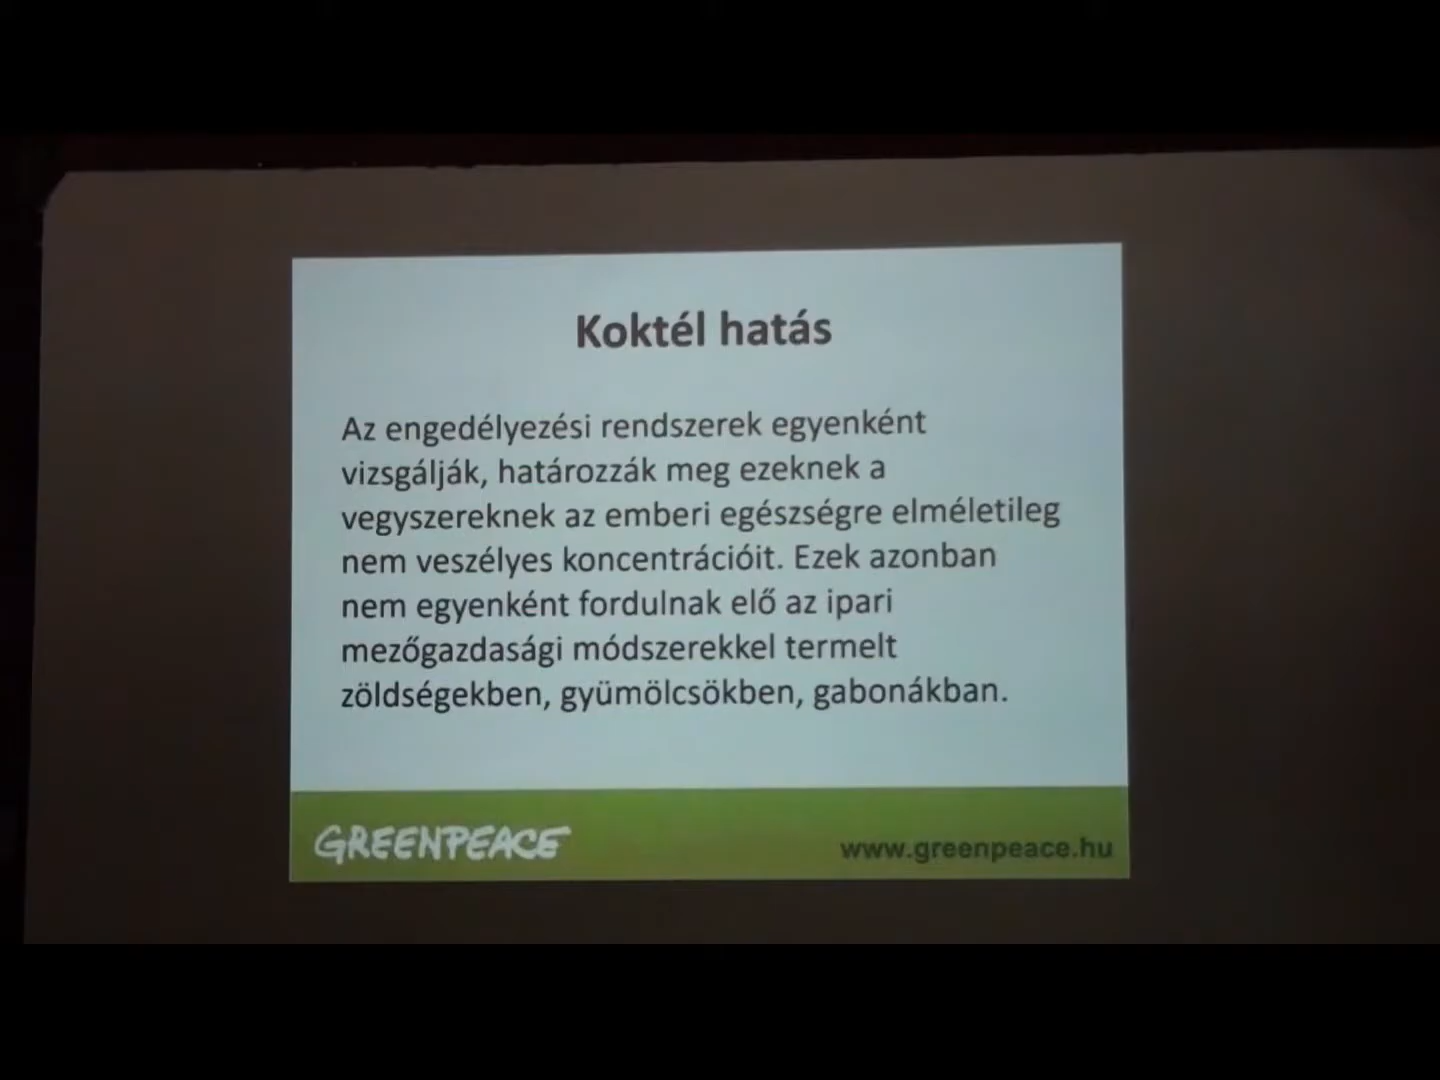 Koktél hatás
Az engedélyezési rendszerek egyenként
vizsgálják, határozzák meg ezeknek a
vegyszereknek az emberi egészségre elméletileg
nem veszélyes koncentrációit. Ezek azonban
nem egyenként fordulnak elő az ipari
mezőgazdasági módszerekkel termelt
zöldségekben, gyümölcsökben, gabonákban.
GREENPEACE
www.greenpeace.hu